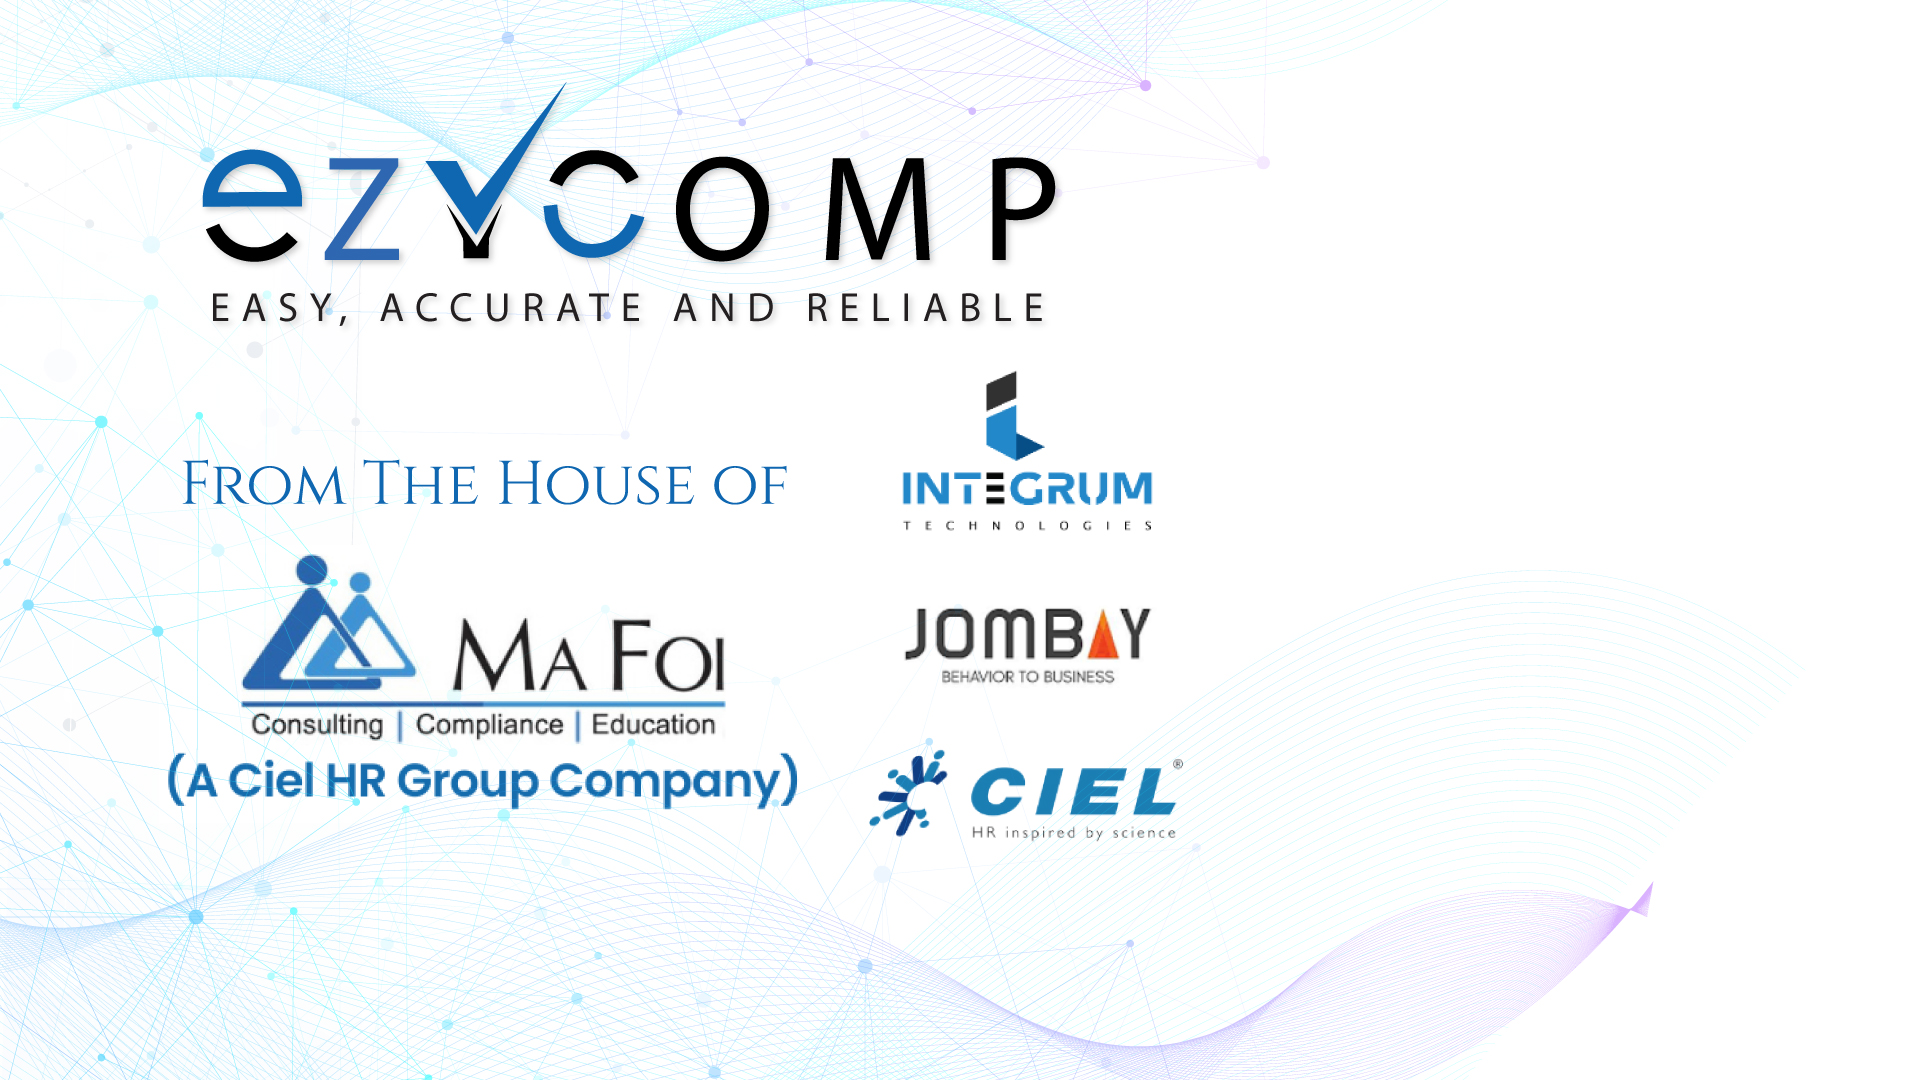 ezycOMP
EASY, ACCURATE AND RELIABLE
From The House of
Ma Foi
Consulting | Compliance | Education
(A Ciel HR Group Company)
INTEGRUM
TECHNOLOGIES
JOMBAY
BEHAVIOR TO BUSINESS
CIEL®
HR inspired by science